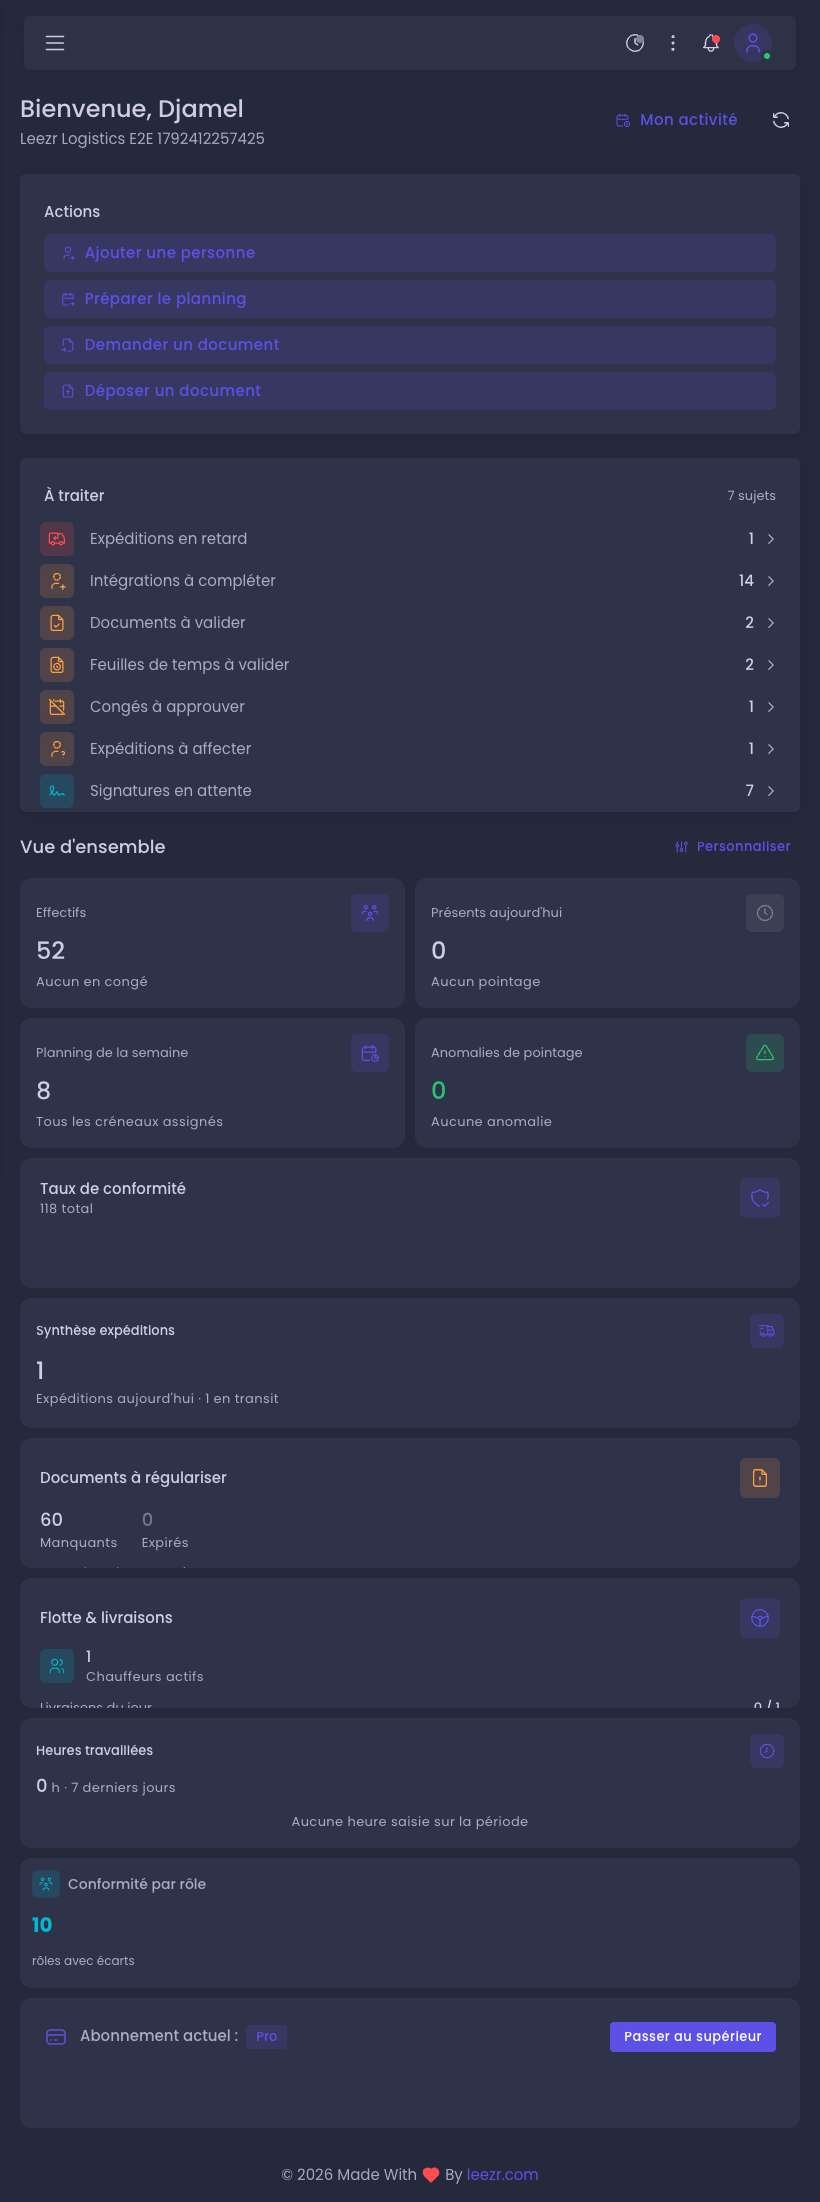 Bienvenue, Djamel
Leezr Logistics E2E 1792412257425
Mon activité
Actions
Ajouter une personne
Préparer le planning
Demander un document
Déposer un document
À traiter
7 sujets
Expéditions en retard 1
Intégrations à compléter 14
Documents à valider 2
Feuilles de temps à valider 2
Congés à approuver 1
Expéditions à affecter 1
Signatures en attente 7
Vue d'ensemble
Personnaliser
Effectifs
52
Aucun en congé
Présents aujourd'hui
0
Aucun pointage
Planning de la semaine
8
Tous les créneaux assignés
Anomalies de pointage
0
Aucune anomalie
Taux de conformité
118 total
Synthèse expéditions
1
Expéditions aujourd'hui · 1 en transit
Documents à régulariser
60 0
Manquants Expirés
Flotte & livraisons
1
Chauffeurs actifs
Livraisons du jour 0 / 1
Heures travaillées
0 h · 7 derniers jours
Aucune heure saisie sur la période
Conformité par rôle
10
rôles avec écarts
Abonnement actuel : Pro
Passer au supérieur
© 2026 Made With By leezr.com